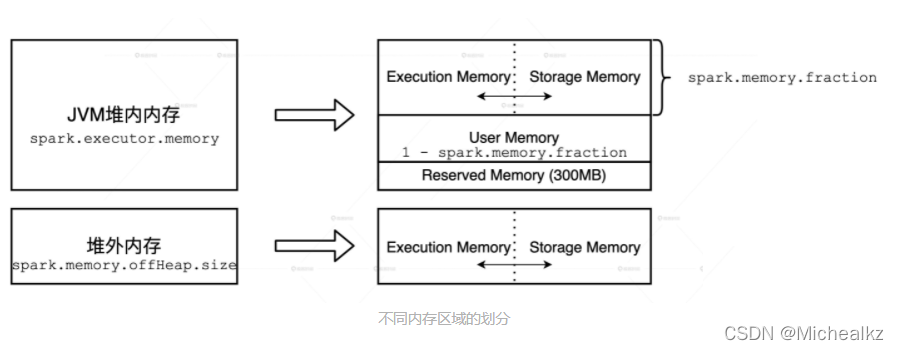 JVM堆内内存
spark.executor.memory
Execution Memory
Storage Memory
spark.memory.fraction
User Memory
1 - spark.memory.fraction
Reserved Memory (300MB)
堆外内存
spark.memory.offHeap.size
Execution Memory
Storage Memory
不同内存区域的划分
CSDN @Michealkz